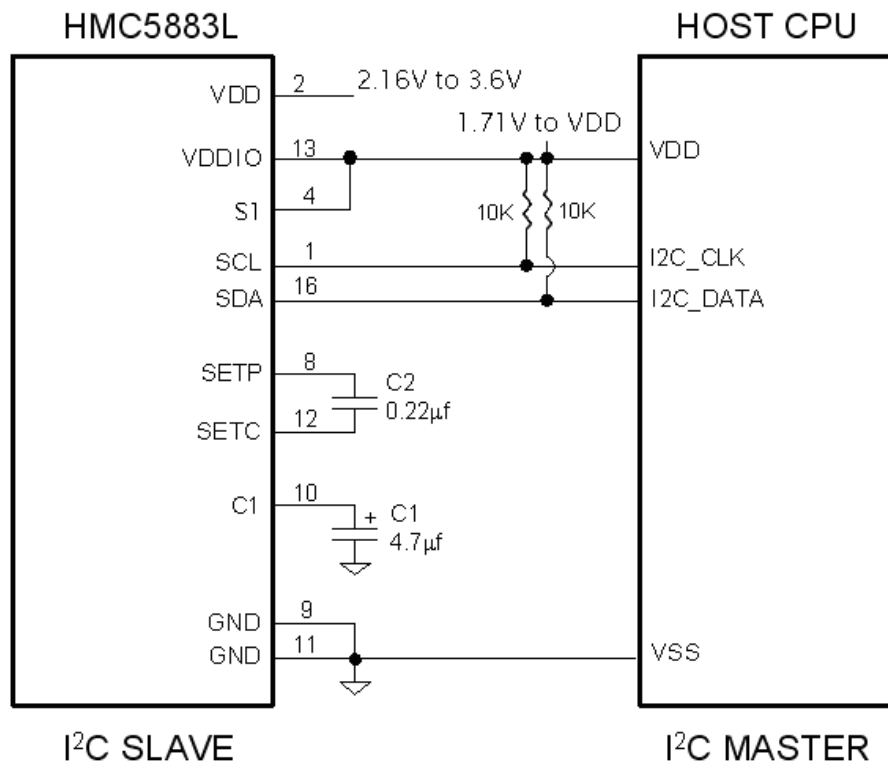 HMC5883L
HOST CPU
VDD
2
2.16V to 3.6V
1.71V to VDD
VDDIO
13
VDD
S1
4
10K
10K
SCL
1
I2C_CLK
SDA
16
I2C_DATA
SETP
8
C2
0.22µf
SETC
12
C1
10
+
C1
4.7µf
GND
9
GND
11
VSS
I²C SLAVE
I²C MASTER